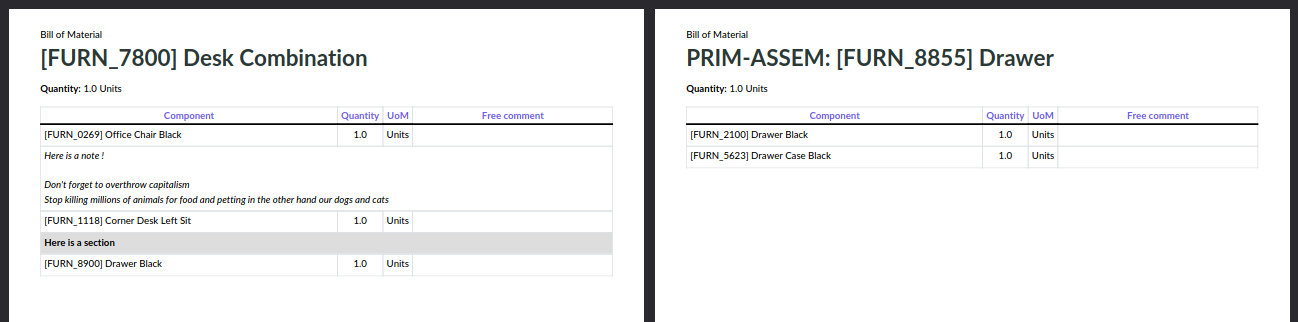 Bill of Material
[FURN_7800] Desk Combination
Quantity: 1.0 Units
Component Quantity UoM Free comment
[FURN_0269] Office Chair Black 1.0 Units
Here is a note !
Don't forget to overthrow capitalism
Stop killing millions of animals for food and petting in the other hand our dogs and cats
[FURN_1118] Corner Desk Left Sit 1.0 Units
Here is a section
[FURN_8900] Drawer Black 1.0 Units
Bill of Material
PRIM-ASSEM: [FURN_8855] Drawer
Quantity: 1.0 Units
Component Quantity UoM Free comment
[FURN_2100] Drawer Black 1.0 Units
[FURN_5623] Drawer Case Black 1.0 Units